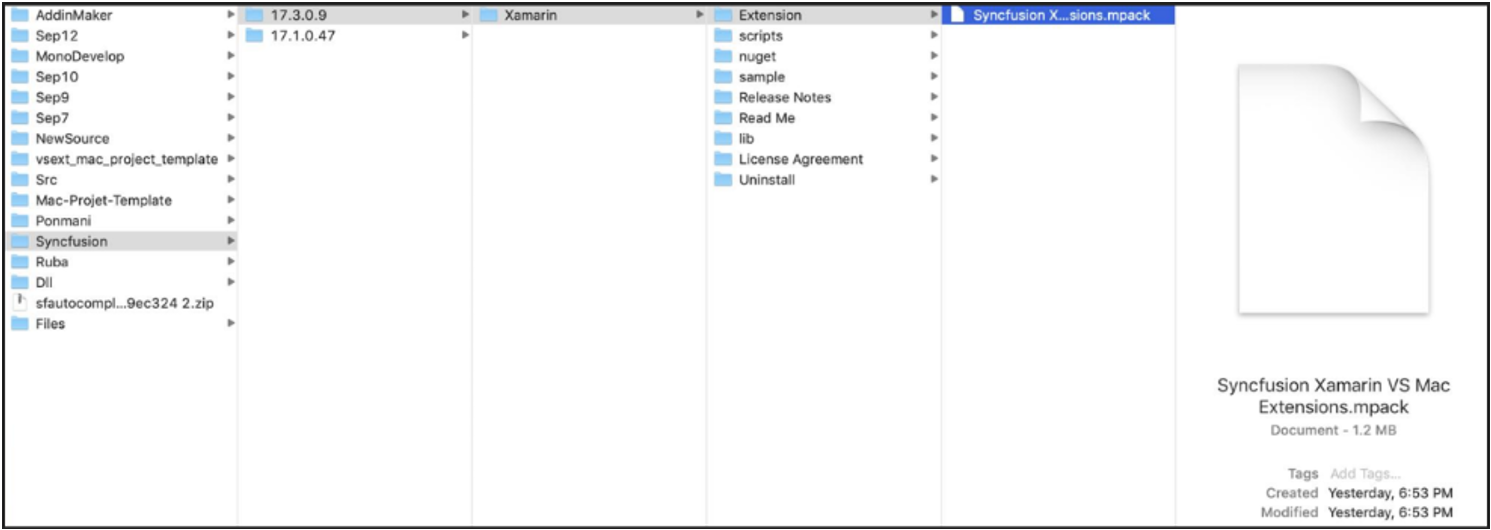 AddinMaker
Sep12
MonoDevelop
Sep10
Sep9
Sep7
NewSource
vsext_mac_project_template
Src
Mac-Projet-Template
Ponmani
Syncfusion
Ruba
Dll
sfautocompl...9ec324 2.zip
Files
17.3.0.9
17.1.0.47
Xamarin
Extension
scripts
nuget
sample
Release Notes
Read Me
lib
License Agreement
Uninstall
Syncfusion X...sions.mpack
Syncfusion Xamarin VS Mac
Extensions.mpack
Document - 1.2 MB
Tags Add Tags...
Created Yesterday, 6:53 PM
Modified Yesterday, 6:53 PM